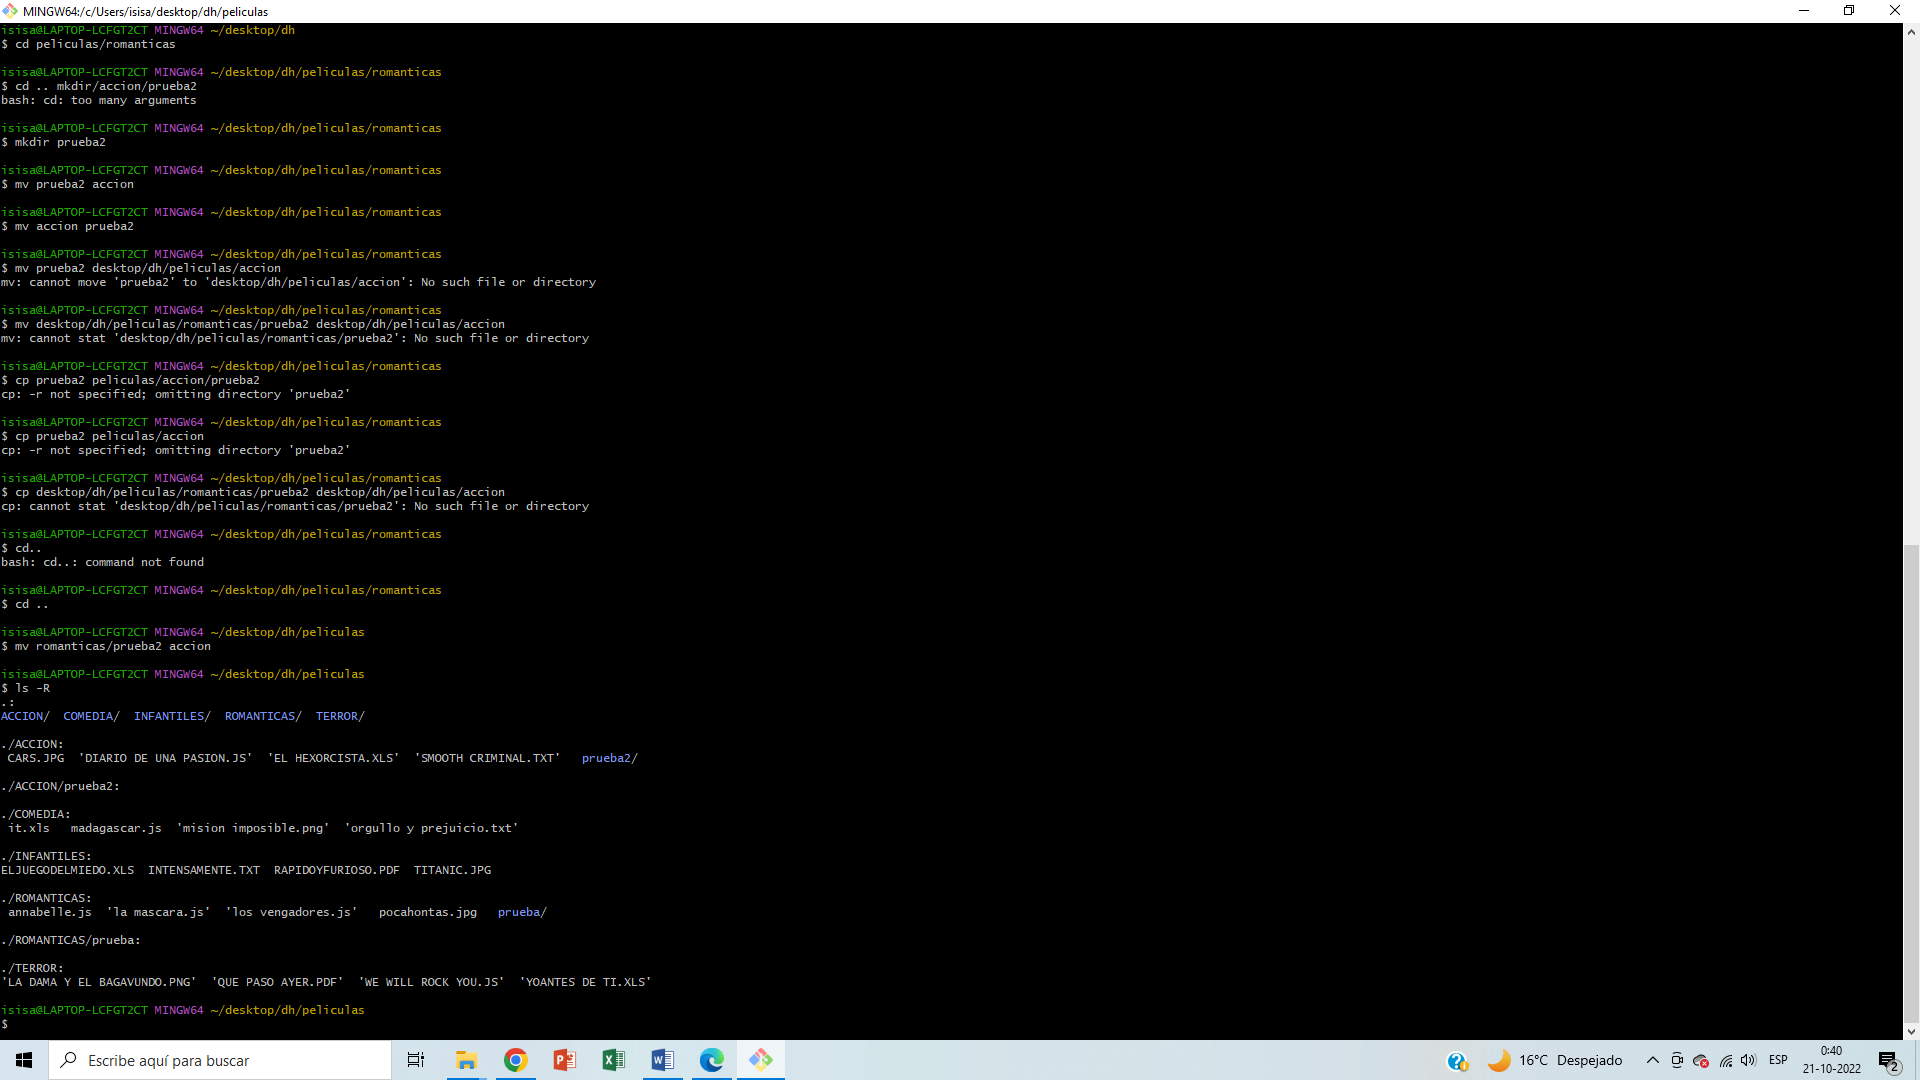 MINGW64:/c/Users/isisa/desktop/dh/peliculas
isisa@LAPTOP-LCFGT2CT MINGW64 ~/desktop/dh
$ cd peliculas/romanticas
isisa@LAPTOP-LCFGT2CT MINGW64 ~/desktop/dh/peliculas/romanticas
$ cd .. mkdir/accion/prueba2
bash: cd: too many arguments
isisa@LAPTOP-LCFGT2CT MINGW64 ~/desktop/dh/peliculas/romanticas
$ mkdir prueba2
isisa@LAPTOP-LCFGT2CT MINGW64 ~/desktop/dh/peliculas/romanticas
$ mv prueba2 accion
isisa@LAPTOP-LCFGT2CT MINGW64 ~/desktop/dh/peliculas/romanticas
$ mv accion prueba2
isisa@LAPTOP-LCFGT2CT MINGW64 ~/desktop/dh/peliculas/romanticas
$ mv prueba2 desktop/dh/peliculas/accion
mv: cannot move 'prueba2' to 'desktop/dh/peliculas/accion': No such file or directory
isisa@LAPTOP-LCFGT2CT MINGW64 ~/desktop/dh/peliculas/romanticas
$ mv desktop/dh/peliculas/romanticas/prueba2 desktop/dh/peliculas/accion
mv: cannot stat 'desktop/dh/peliculas/romanticas/prueba2': No such file or directory
isisa@LAPTOP-LCFGT2CT MINGW64 ~/desktop/dh/peliculas/romanticas
$ cp prueba2 peliculas/accion/prueba2
cp: -r not specified; omitting directory 'prueba2'
isisa@LAPTOP-LCFGT2CT MINGW64 ~/desktop/dh/peliculas/romanticas
$ cp prueba2 peliculas/accion
cp: -r not specified; omitting directory 'prueba2'
isisa@LAPTOP-LCFGT2CT MINGW64 ~/desktop/dh/peliculas/romanticas
$ cp desktop/dh/peliculas/romanticas/prueba2 desktop/dh/peliculas/accion
cp: cannot stat 'desktop/dh/peliculas/romanticas/prueba2': No such file or directory
isisa@LAPTOP-LCFGT2CT MINGW64 ~/desktop/dh/peliculas/romanticas
$ cd..
bash: cd..: command not found
isisa@LAPTOP-LCFGT2CT MINGW64 ~/desktop/dh/peliculas/romanticas
$ cd ..
isisa@LAPTOP-LCFGT2CT MINGW64 ~/desktop/dh/peliculas
$ mv romanticas/prueba2 accion
isisa@LAPTOP-LCFGT2CT MINGW64 ~/desktop/dh/peliculas
$ ls -R
.:
ACCION/  COMEDIA/  INFANTILES/  ROMANTICAS/  TERROR/
./ACCION:
CARS.JPG  'DIARIO DE UNA PASION.JS'  'EL HEXORCISTA.XLS'  'SMOOTH CRIMINAL.TXT'   prueba2/
./ACCION/prueba2:
./COMEDIA:
it.xls   madagascar.js  'mision imposible.png'  'orgullo y prejuicio.txt'
./INFANTILES:
ELJUEGODELMIEDO.XLS  INTENSAMENTE.TXT  RAPIDOYFURIOSO.PDF  TITANIC.JPG
./ROMANTICAS:
annabelle.js  'la mascara.js'  'los vengadores.js'   pocahontas.jpg   prueba/
./ROMANTICAS/prueba:
./TERROR:
'LA DAMA Y EL BAGAVUNDO.PNG'  'QUE PASO AYER.PDF'  'WE WILL ROCK YOU.JS'  'YOANTES DE TI.XLS'
isisa@LAPTOP-LCFGT2CT MINGW64 ~/desktop/dh/peliculas
$
Escribe aquí para buscar
16°C Despejado
ESP
0:40
21-10-2022
2